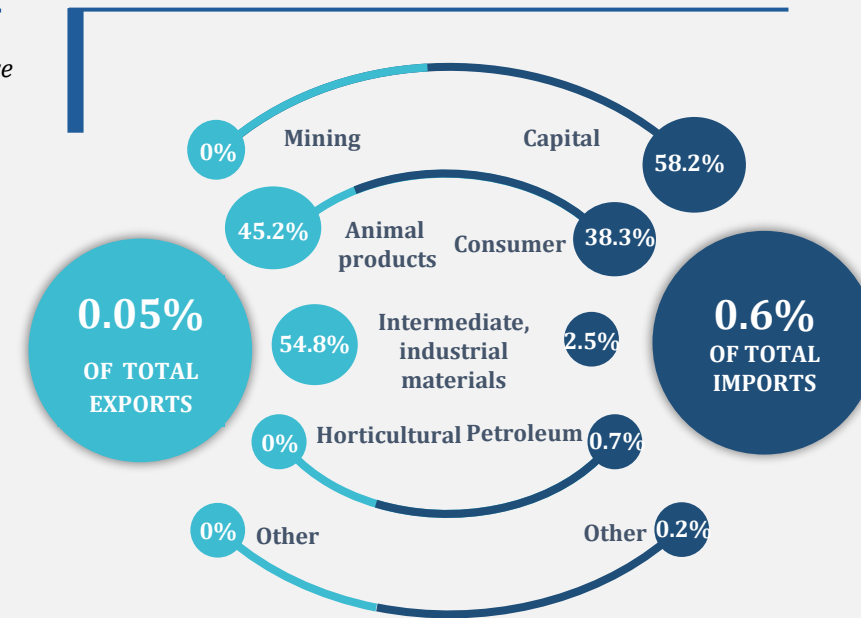 0%
Mining
Capital
58.2%
45.2%
Animal
products
Consumer
38.3%
0.05%
OF TOTAL
EXPORTS
54.8%
Intermediate,
industrial
materials
2.5%
0.6%
OF TOTAL
IMPORTS
0%
Horticultural
Petroleum
0.7%
0%
Other
Other
0.2%